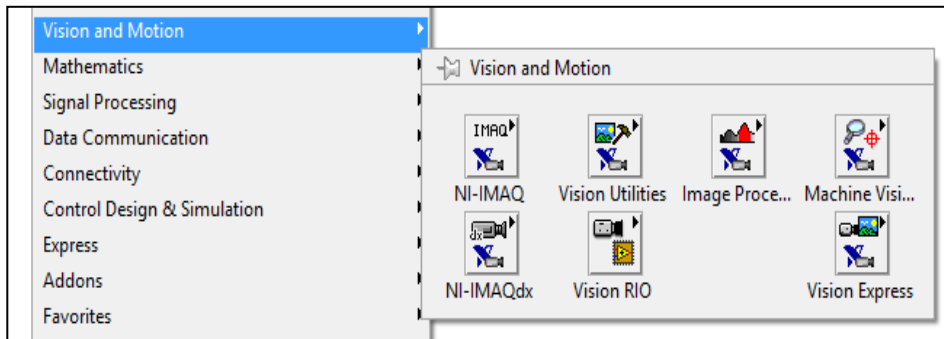 Vision and Motion
Mathematics
Signal Processing
Data Communication
Connectivity
Control Design & Simulation
Express
Addons
Favorites
Vision and Motion
IMAQ
NI-IMAQ
Vision Utilities
Image Proce...
Machine Visi...
dx
NI-IMAQdx
Vision RIO
Vision Express